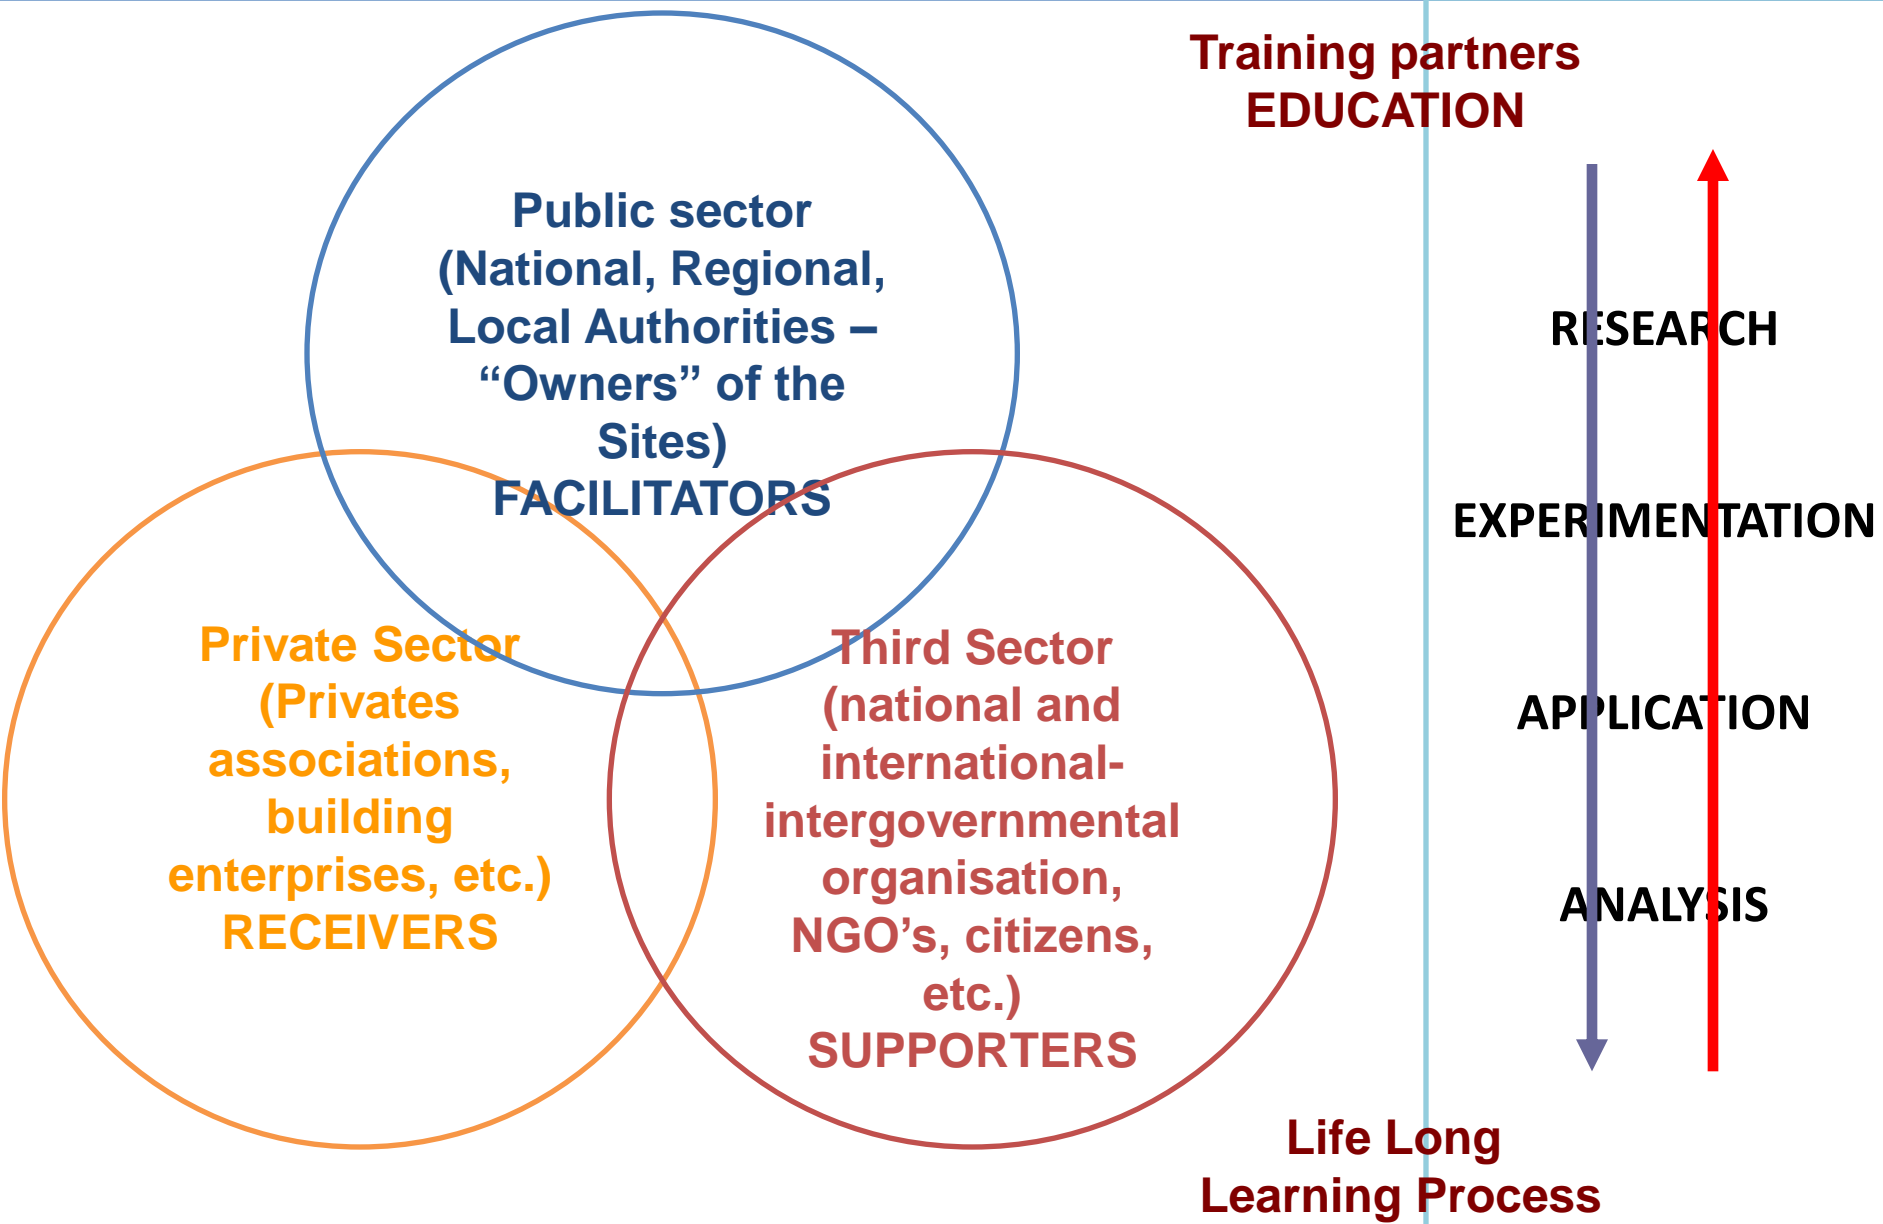 Public sector
(National, Regional,
Local Authorities –
“Owners” of the
Sites)
FACILITATORS
Private Sector
(Privates
associations,
building
enterprises, etc.)
RECEIVERS
Third Sector
(national and
international-
intergovernmental
organisation,
NGO’s, citizens,
etc.)
SUPPORTERS
Training partners
EDUCATION
RESEARCH
EXPERIMENTATION
APPLICATION
ANALYSIS
Life Long
Learning Process